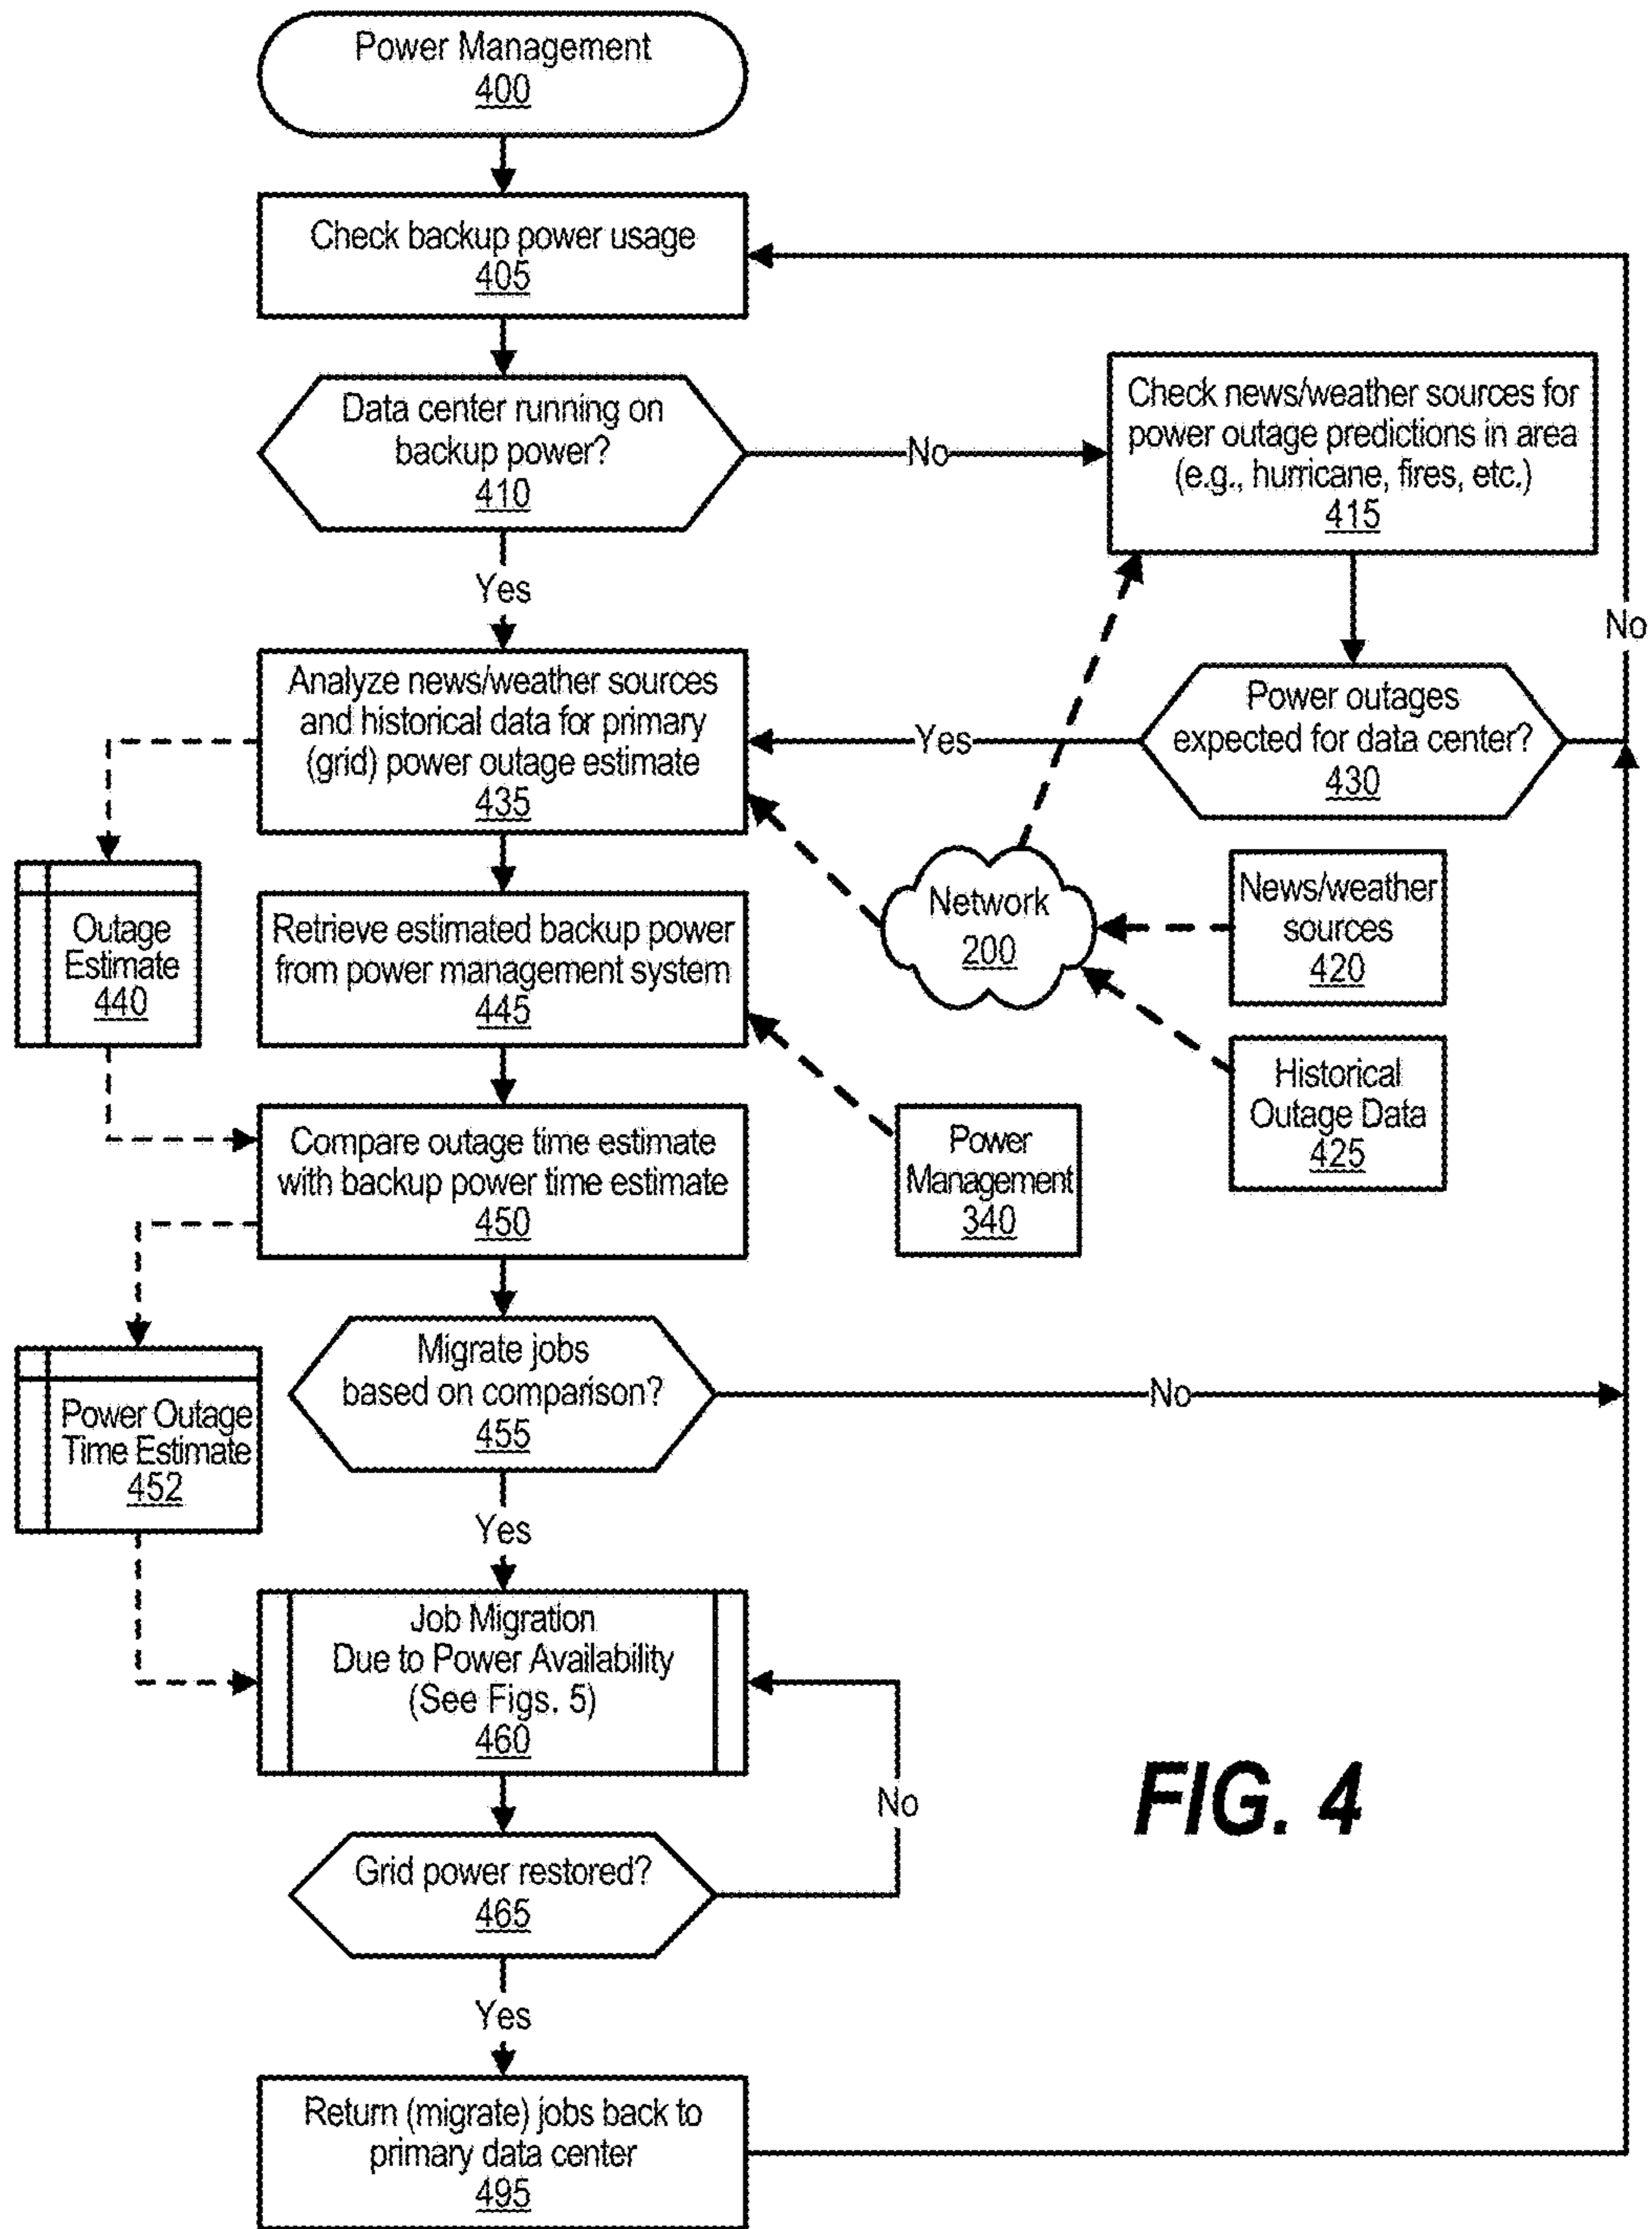 Power Management
400
Check backup power usage
405
Data center running on
backup power?
410
No
Check news/weather sources for
power outage predictions in area
(e.g., hurricane, fires, etc.)
415
Yes
No
Analyze news/weather sources
and historical data for primary
(grid) power outage estimate
435
Yes
Power outages
expected for data center?
430
Outage
Estimate
440
Retrieve estimated backup power
from power management system
445
Network
200
News/weather
sources
420
Historical
Outage Data
425
Compare outage time estimate
with backup power time estimate
450
Power
Management
340
Power Outage
Time Estimate
452
Migrate jobs
based on comparison?
455
No
Yes
Job Migration
Due to Power Availability
(See Figs. 5)
460
No
FIG. 4
Grid power restored?
465
Yes
Return (migrate) jobs back to
primary data center
495